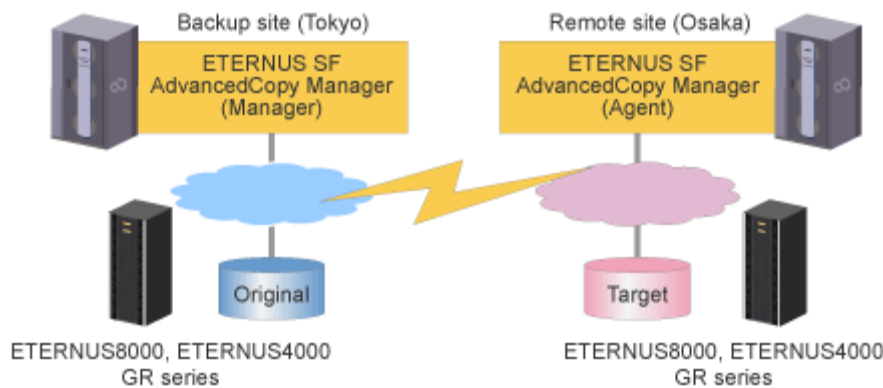 Backup site (Tokyo)
ETERNUS SF
AdvancedCopy Manager
(Manager)
Original
ETERNUS8000, ETERNUS4000
GR series
Remote site (Osaka)
ETERNUS SF
AdvancedCopy Manager
(Agent)
Target
ETERNUS8000, ETERNUS4000
GR series